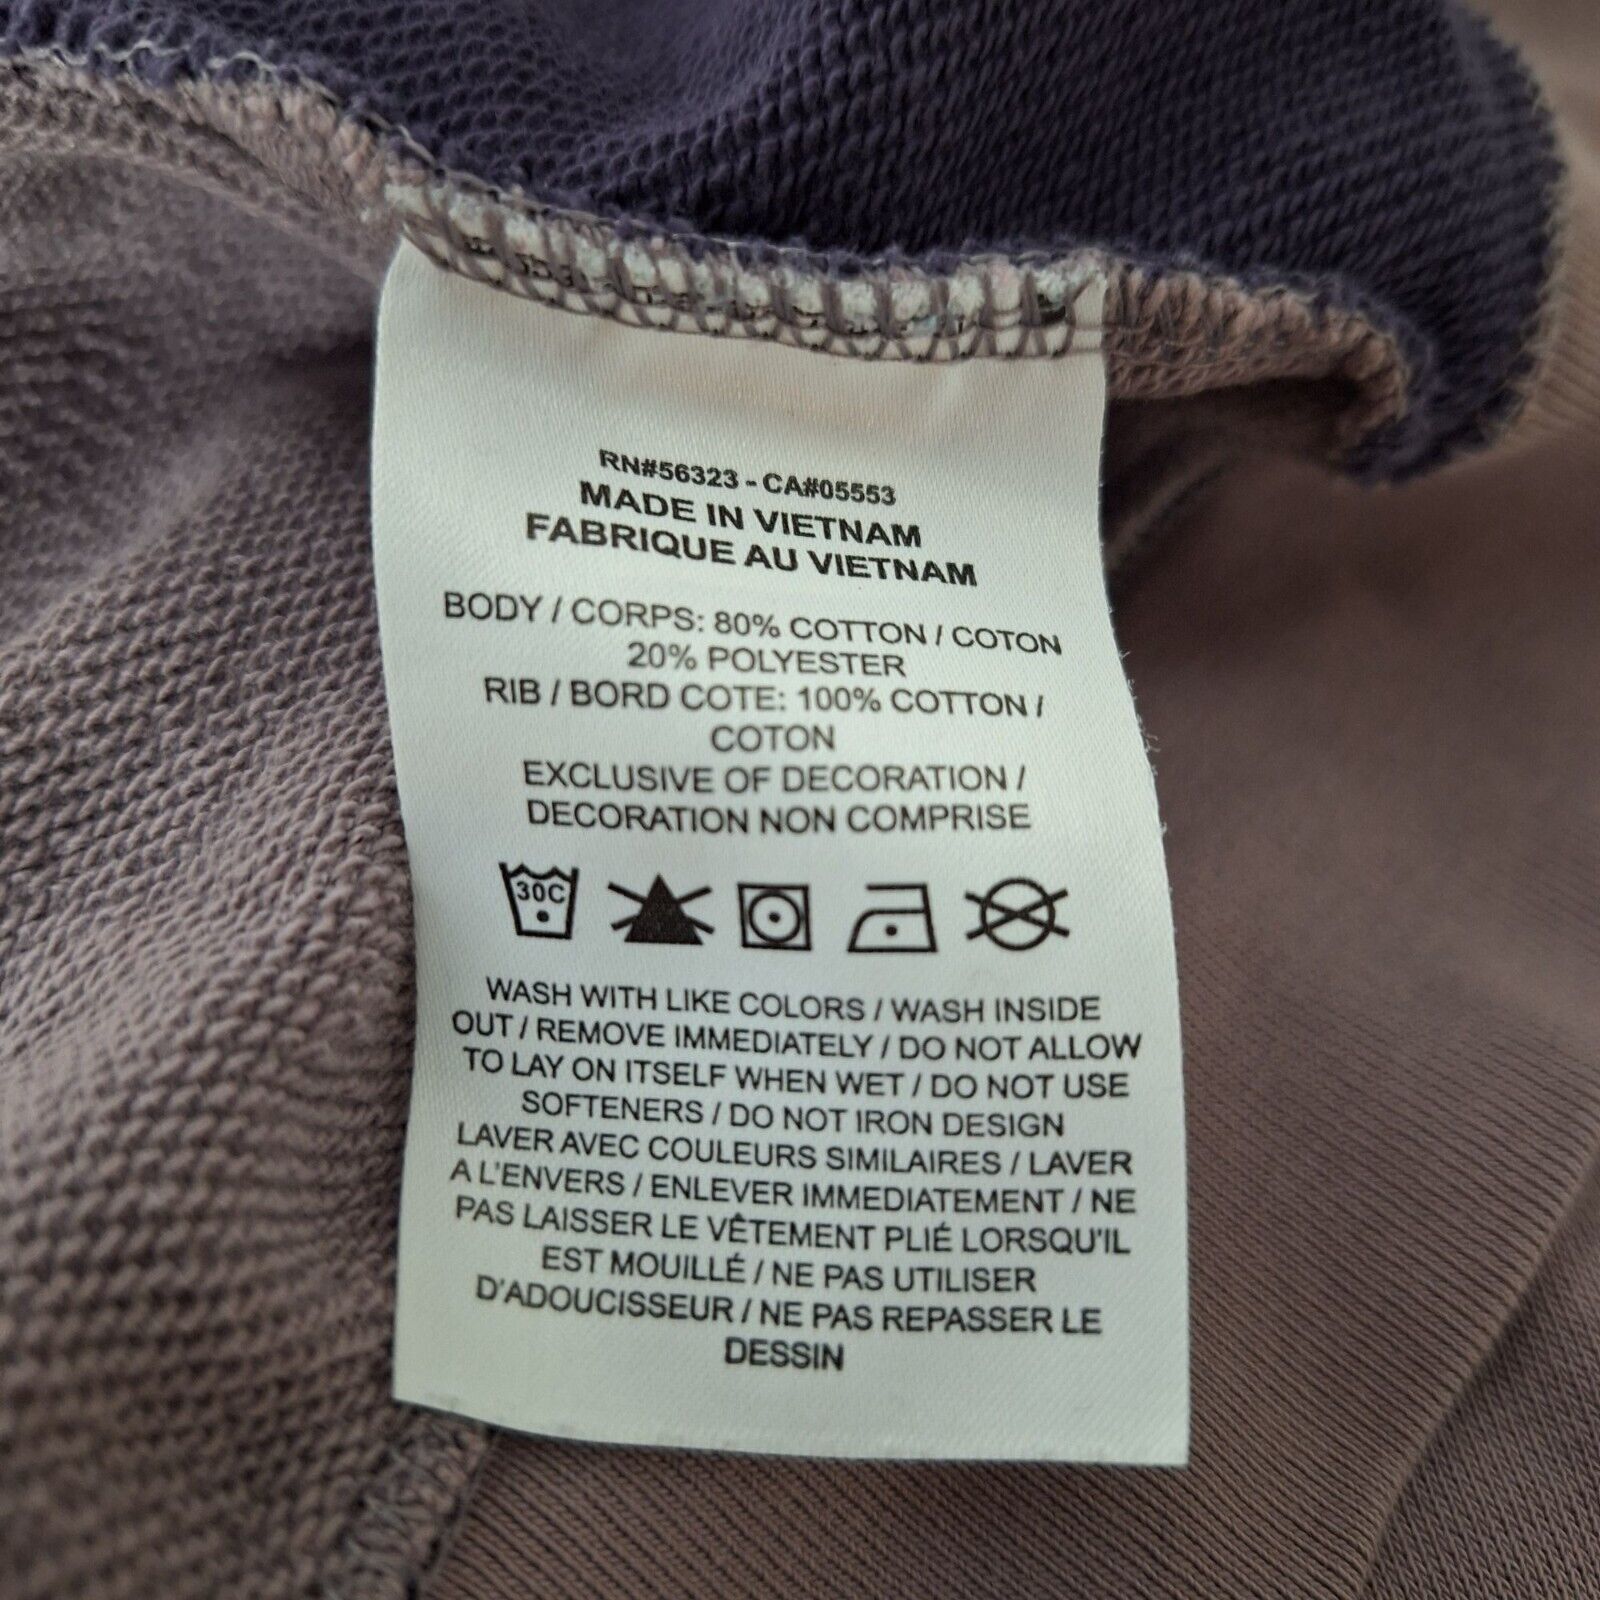 RN#56323 - CA#05553
MADE IN VIETNAM
FABRIQUE AU VIETNAM
BODY / CORPS: 80% COTTON / COTON
20% POLYESTER
RIB / BORD COTE: 100% COTTON /
COTON
EXCLUSIVE OF DECORATION /
DECORATION NON COMPRISE
30C
WASH WITH LIKE COLORS / WASH INSIDE
OUT / REMOVE IMMEDIATELY / DO NOT ALLOW
TO LAY ON ITSELF WHEN WET / DO NOT USE
SOFTENERS / DO NOT IRON DESIGN
LAVER AVEC COULEURS SIMILAIRES / LAVER
A L'ENVERS / ENLEVER IMMEDIATEMENT / NE
PAS LAISSER LE VÊTEMENT PLIÉ LORSQU'IL
EST MOUILLÉ / NE PAS UTILISER
D'ADOUCISSEUR / NE PAS REPASSER LE
DESSIN